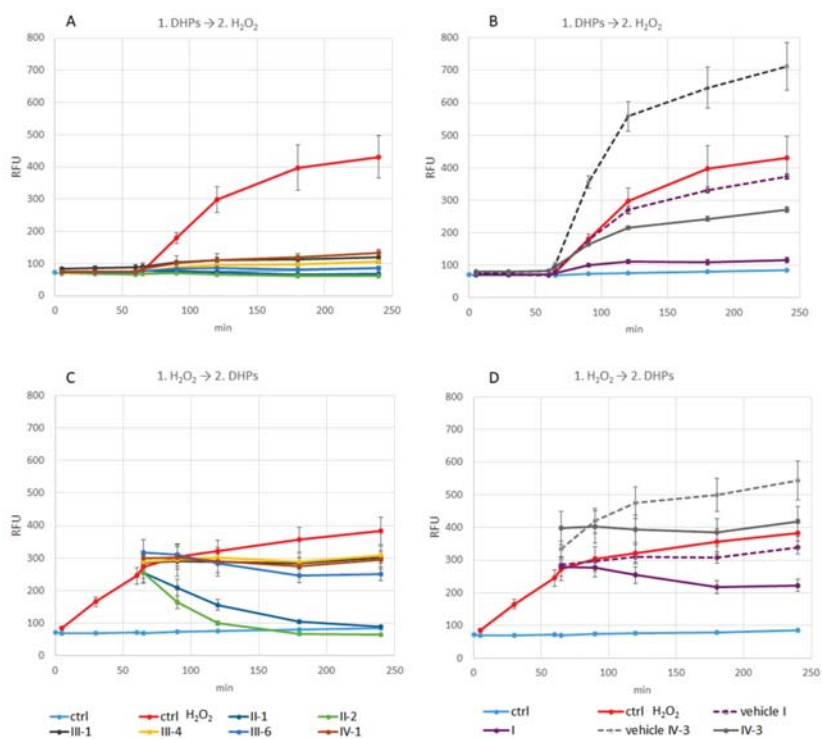 A 1. DHPs → 2. H₂O₂
800
700
600
500
400
300
200
100
0
RFU
0 50 100 150 200 250
min
B 1. DHPs → 2. H₂O₂
800
700
600
500
400
300
200
100
0
RFU
0 50 100 150 200 250
min
C 1. H₂O₂ → 2. DHPs
800
700
600
500
400
300
200
100
0
RFU
0 50 100 150 200 250
min
D 1. H₂O₂ → 2. DHPs
800
700
600
500
400
300
200
100
0
RFU
0 50 100 150 200 250
min
ctrl ctrl H₂O₂ II-1 II-2
III-1 III-4 III-6 IV-1
ctrl ctrl H₂O₂ vehicle I
I vehicle IV-3 IV-3